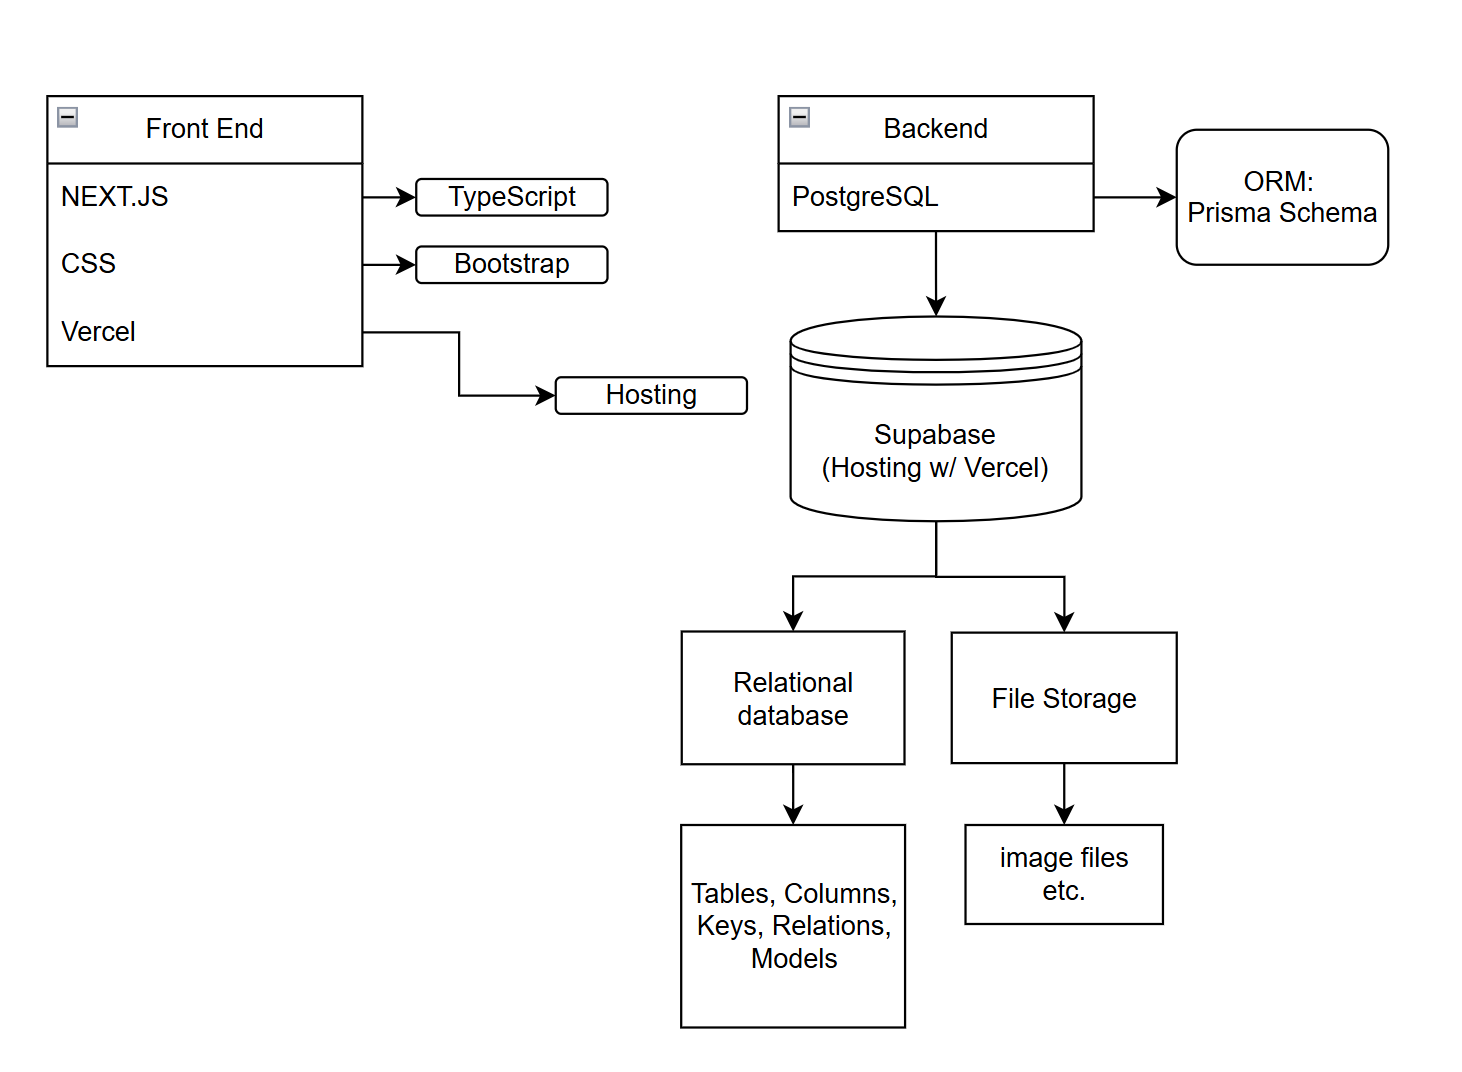 Front End
NEXT.JS
CSS
Vercel
TypeScript
Bootstrap
Hosting
Backend
PostgreSQL
ORM:
Prisma Schema
Supabase
(Hosting w/ Vercel)
Relational
database
File Storage
Tables, Columns,
Keys, Relations,
Models
image files
etc.